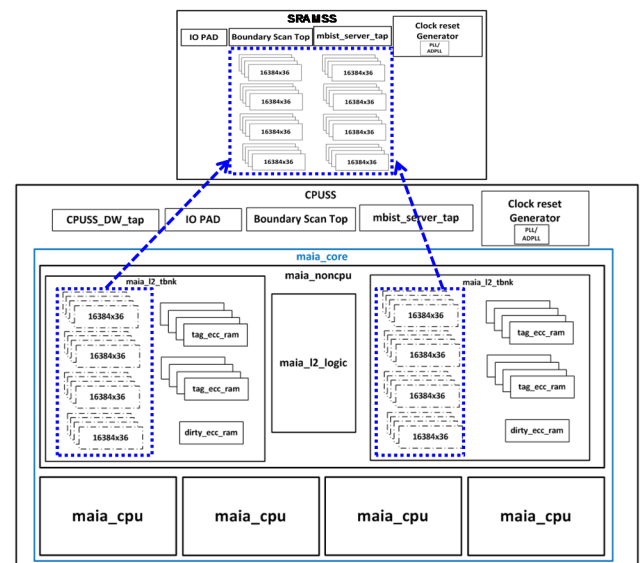 SRAMSS
IO PAD
Boundary Scan Top
mbist_server_tap
Clock reset
Generator
PLL/
ADPLL
16384x36
16384x36
16384x36
16384x36
16384x36
16384x36
16384x36
16384x36
CPUSS
CPUSS_DW_tap
IO PAD
Boundary Scan Top
mbist_server_tap
Clock reset
Generator
PLL/
ADPLL
maia_core
maia_noncpu
maia_l2_tbnk
16384x36
16384x36
16384x36
16384x36
tag_ecc_ram
tag_ecc_ram
dirty_ecc_ram
maia_l2_logic
maia_l2_tbnk
16384x36
16384x36
16384x36
16384x36
tag_ecc_ram
tag_ecc_ram
dirty_ecc_ram
maia_cpu
maia_cpu
maia_cpu
maia_cpu